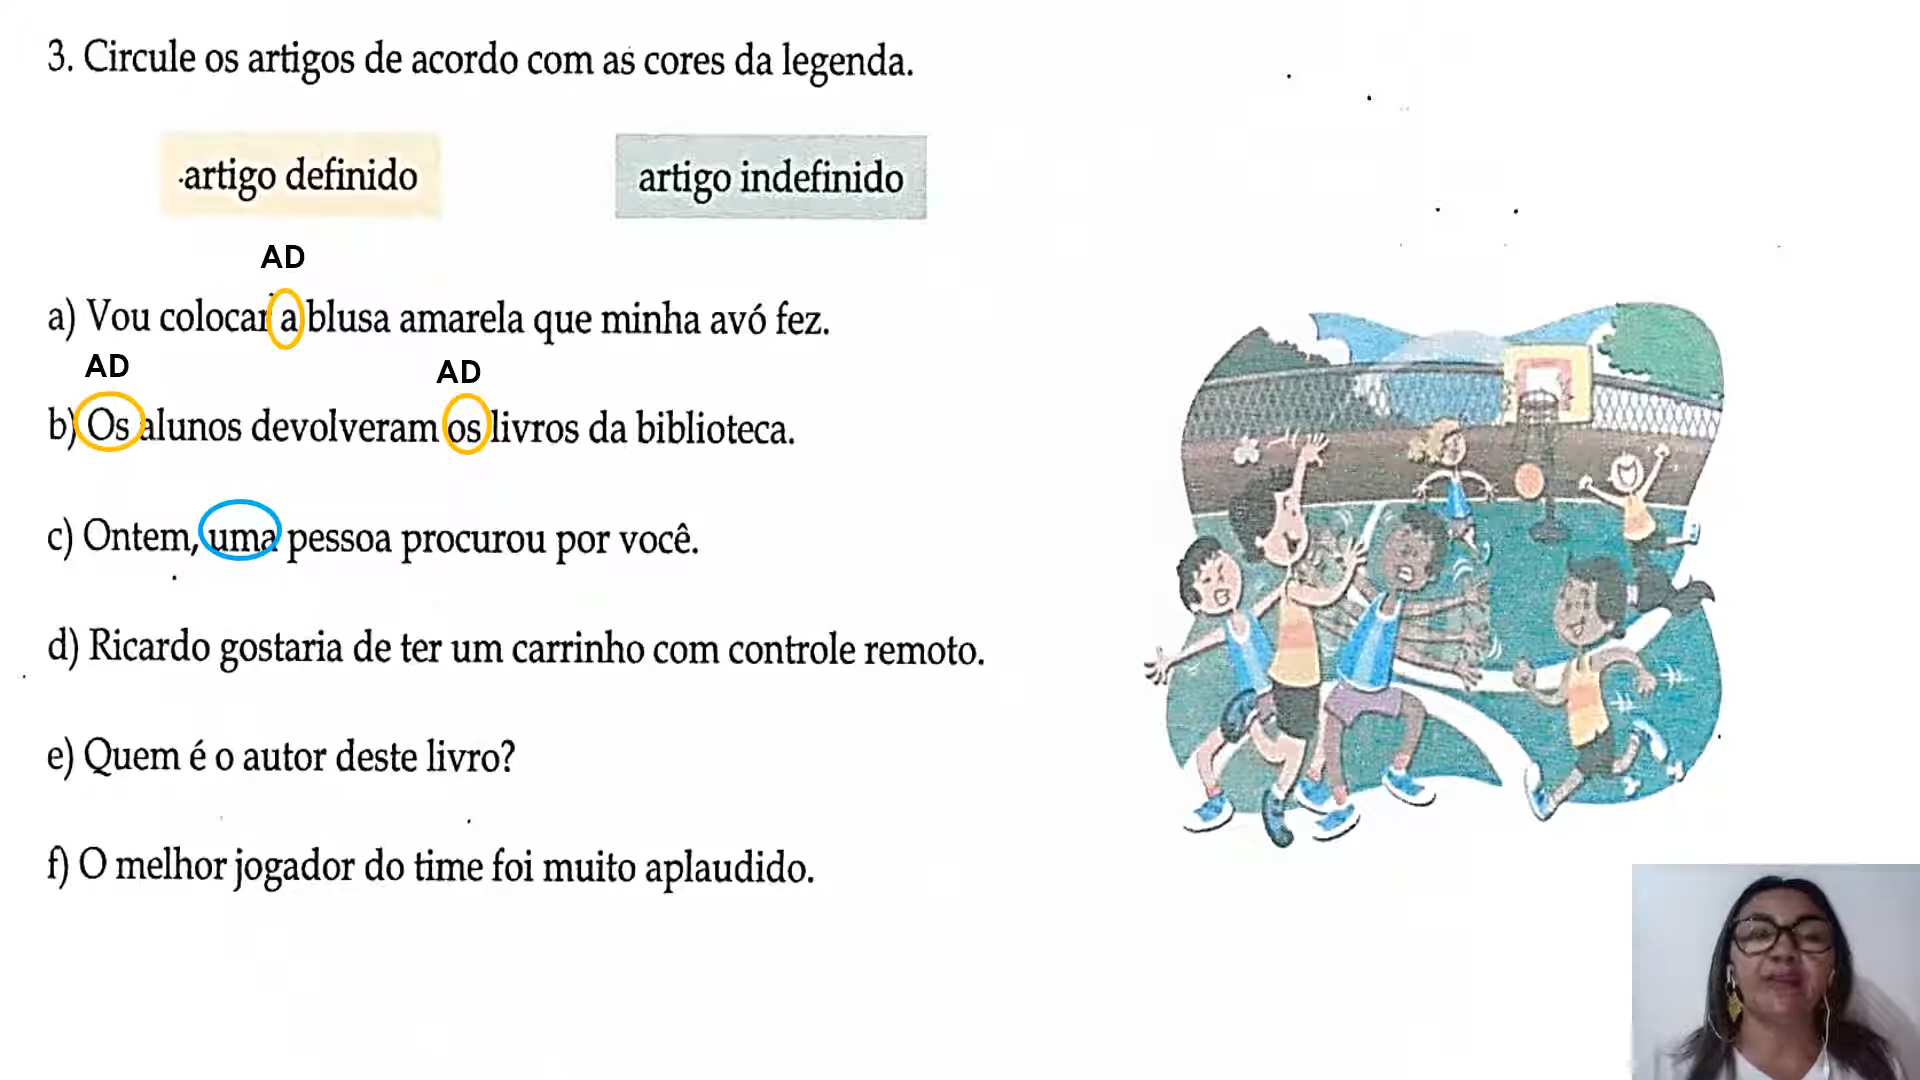 3. Circule os artigos de acordo com as cores da legenda.
artigo definido
artigo indefinido
AD
a) Vou colocar a blusa amarela que minha avó fez.
AD
AD
b) Os alunos devolveram os livros da biblioteca.
c) Ontem, uma pessoa procurou por você.
d) Ricardo gostaria de ter um carrinho com controle remoto.
e) Quem é o autor deste livro?
f) O melhor jogador do time foi muito aplaudido.